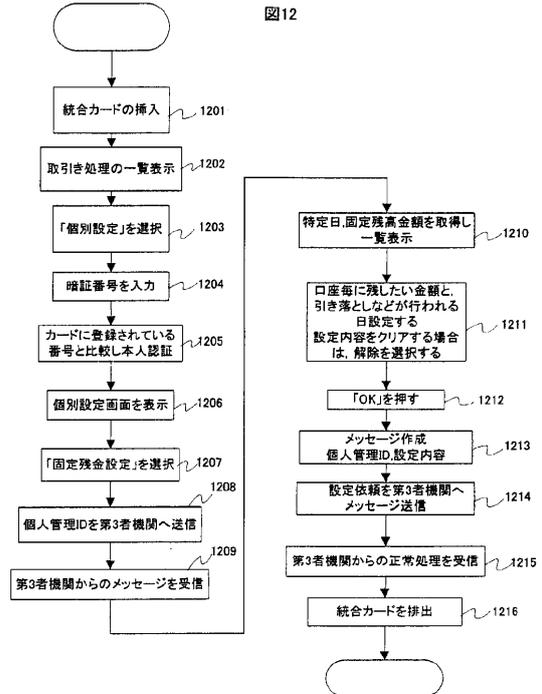 図12
統合カードの挿入
1201
取引き処理の一覧表示
1202
「個別設定」を選択
1203
暗証番号を入力
1204
カードに登録されている
番号と比較し本人認証
1205
個別設定画面を表示
1206
「固定残金設定」を選択
1207
1208
個人管理IDを第3者機関へ送信
1209
第3者機関からのメッセージを受信
特定日,固定残高金額を取得し
一覧表示
1210
口座毎に残したい金額と,
引き落としなどが行われる
日設定する
設定内容をクリアする場合
は,解除を選択する
1211
「OK」を押す
1212
メッセージ作成
個人管理ID,設定内容
1213
設定依頼を第3者機関へ
メッセージ送信
1214
第3者機関からの正常処理を受信
1215
統合カードを排出
1216